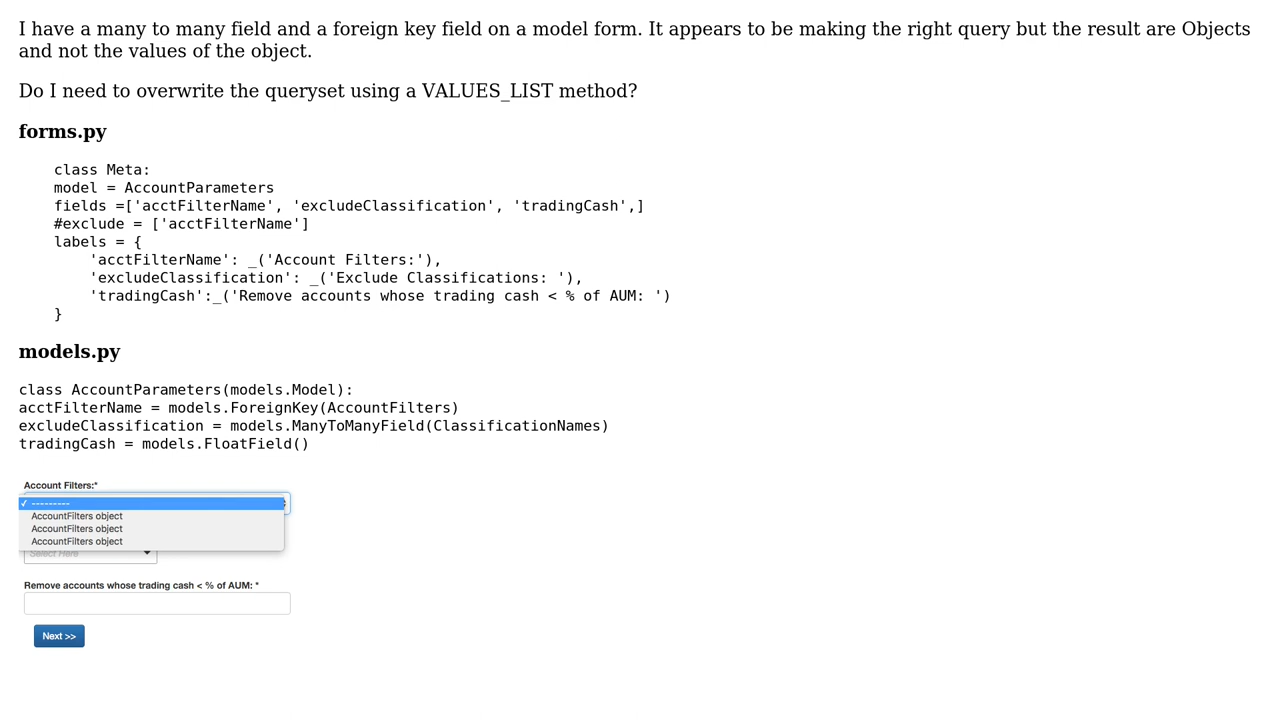 I have a many to many field and a foreign key field on a model form. It appears to be making the right query but the result are Objects
and not the values of the object.
Do I need to overwrite the queryset using a VALUES_LIST method?
forms.py
class Meta:
model = AccountParameters
fields =['acctFilterName', 'excludeClassification', 'tradingCash',]
#exclude = ['acctFilterName']
labels = {
'acctFilterName': _('Account Filters:'),
'excludeClassification': _('Exclude Classifications: '),
'tradingCash':_('Remove accounts whose trading cash < % of AUM: ')
}
models.py
class AccountParameters(models.Model):
acctFilterName = models.ForeignKey(AccountFilters)
excludeClassification = models.ManyToManyField(ClassificationNames)
tradingCash = models.FloatField()
Account Filters:*
✓ ---------
AccountFilters object
AccountFilters object
AccountFilters object
Select Here
Remove accounts whose trading cash < % of AUM: *
Next >>